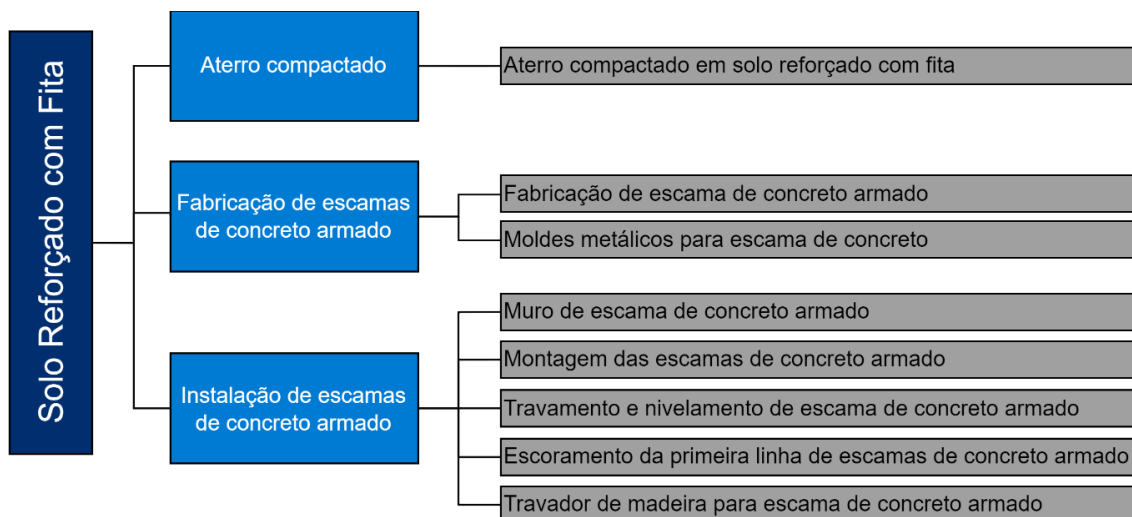 Solo Reforçado com Fita
Aterro compactado
Aterro compactado em solo reforçado com fita
Fabricação de escamas
de concreto armado
Fabricação de escama de concreto armado
Moldes metálicos para escama de concreto
Instalação de escamas
de concreto armado
Muro de escama de concreto armado
Montagem das escamas de concreto armado
Travamento e nivelamento de escama de concreto armado
Escoramento da primeira linha de escamas de concreto armado
Travador de madeira para escama de concreto armado